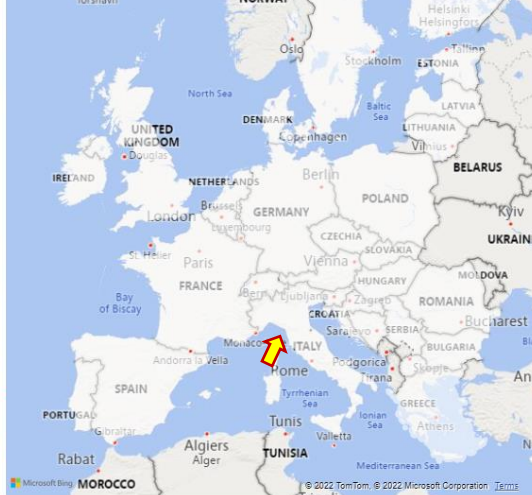 NORWAY
Helsinki
Helsingfors
Oslo
Stockholm
Tallinn
ESTONIA
North Sea
Baltic
Sea
LATVIA
DENMARK
Copenhagen
LITHUANIA
UNITED
KINGDOM
Douglas
Vilnius
BELARUS
IRELAND
NETHERLANDS
Berlin
POLAND
London
Brussels
GERMANY
Kyiv
Luxembourg
CZECHIA
UKRAIN
St. Helier
Paris
SLOVAKIA
Vienna
FRANCE
HUNGARY
MOLDOVA
Bay
of Biscay
Bern
Ljubljana
Zagreb
ROMANIA
CROATIA
Bucharest
Monaco
ITALY
Sarajevo
SERBIA
Andorra la Vella
BULGARIA
Rome
Podgorica
Skopje
Tirana
SPAIN
Tyrrhenian
Sea
GREECE
PORTUGAL
Ionian
Sea
Athens
Gibraltar
Tunis
Valletta
Algiers
Alger
Rabat
TUNISIA
Mediterranean Sea
MOROCCO
Microsoft Bing
© 2022 TomTom, © 2022 Microsoft Corporation Terms